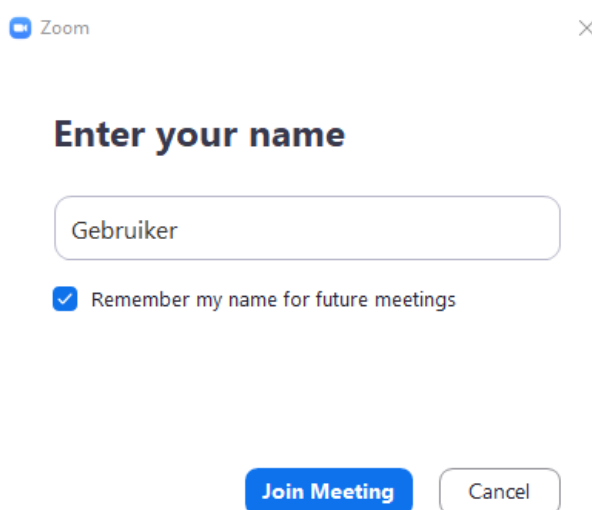 Zoom
Enter your name
Gebruiker
Remember my name for future meetings
Join Meeting
Cancel